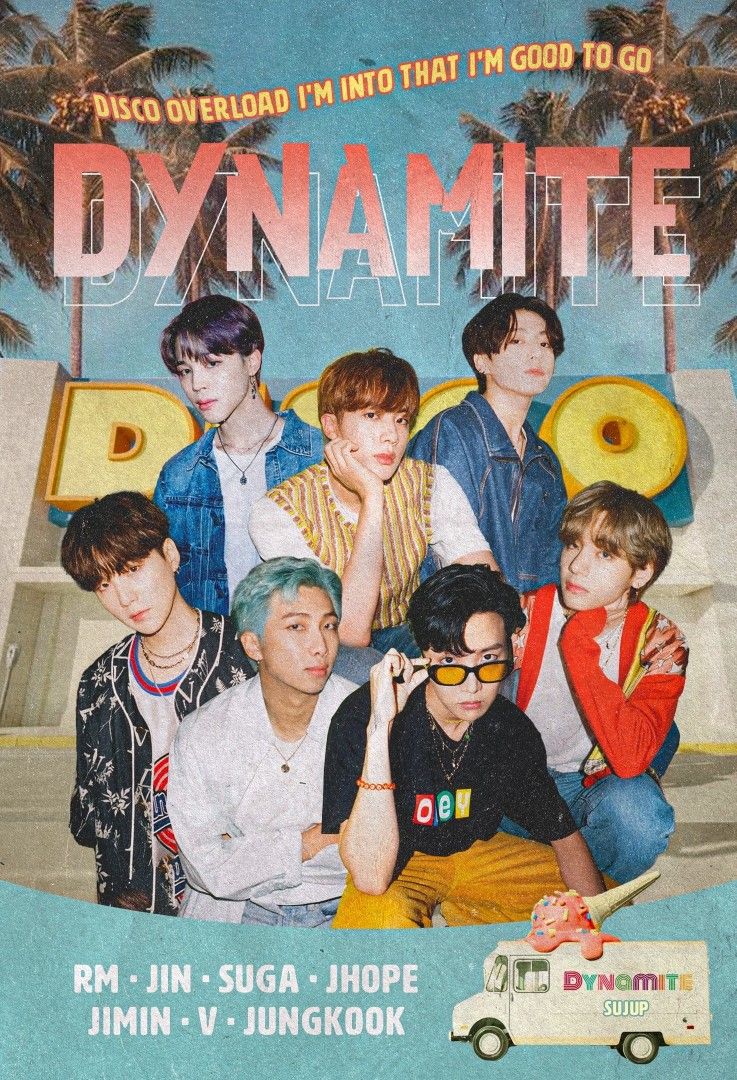 DISCO OVERLOAD I'M INTO THAT I'M GOOD TO GO
DYNAMITE
DYNAMITE
DISCO
OEY
RM · JIN · SUGA · JHOPE
JIMIN · V · JUNGKOOK
DYNAMITE
SUJUP